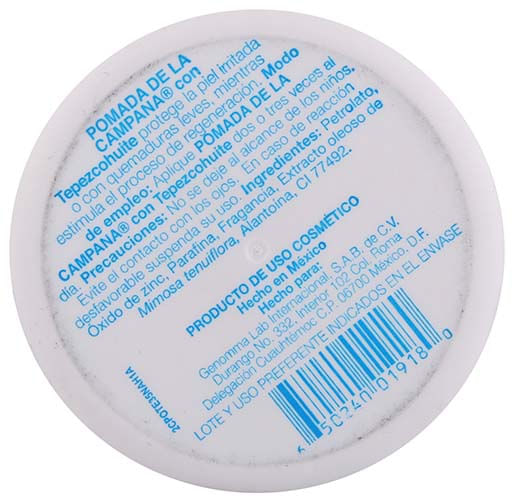 POMADA DE LA
CAMPANA® con
Tepezcohuite protege la piel irritada
o con quemaduras leves, mientras
estimula el proceso de regeneración. Modo
de empleo: Aplique POMADA DE LA
CAMPANA® con Tepezcohuite dos o tres veces al
día. Precauciones: No se deje al alcance de los niños.
Evite el contacto con los ojos. En caso de reacción
desfavorable suspenda su uso. Ingredientes: Petrolato,
Óxido de zinc, Parafina, Fragancia, Extracto oleoso de
Mimosa tenuiflora, Alantoína, CI 77492.
PRODUCTO DE USO COSMÉTICO
Hecho en México
Hecho para:
Genomma Lab Internacional, S.A.B. de C.V.
Durango No. 332 Interior 102 Col. Roma
Delegación Cuauhtémoc C.P. 06700 México, D.F.
LOTE Y USO PREFERENTE INDICADOS EN EL ENVASE
2CPOTE35NAH1A
6 50240 01918 0